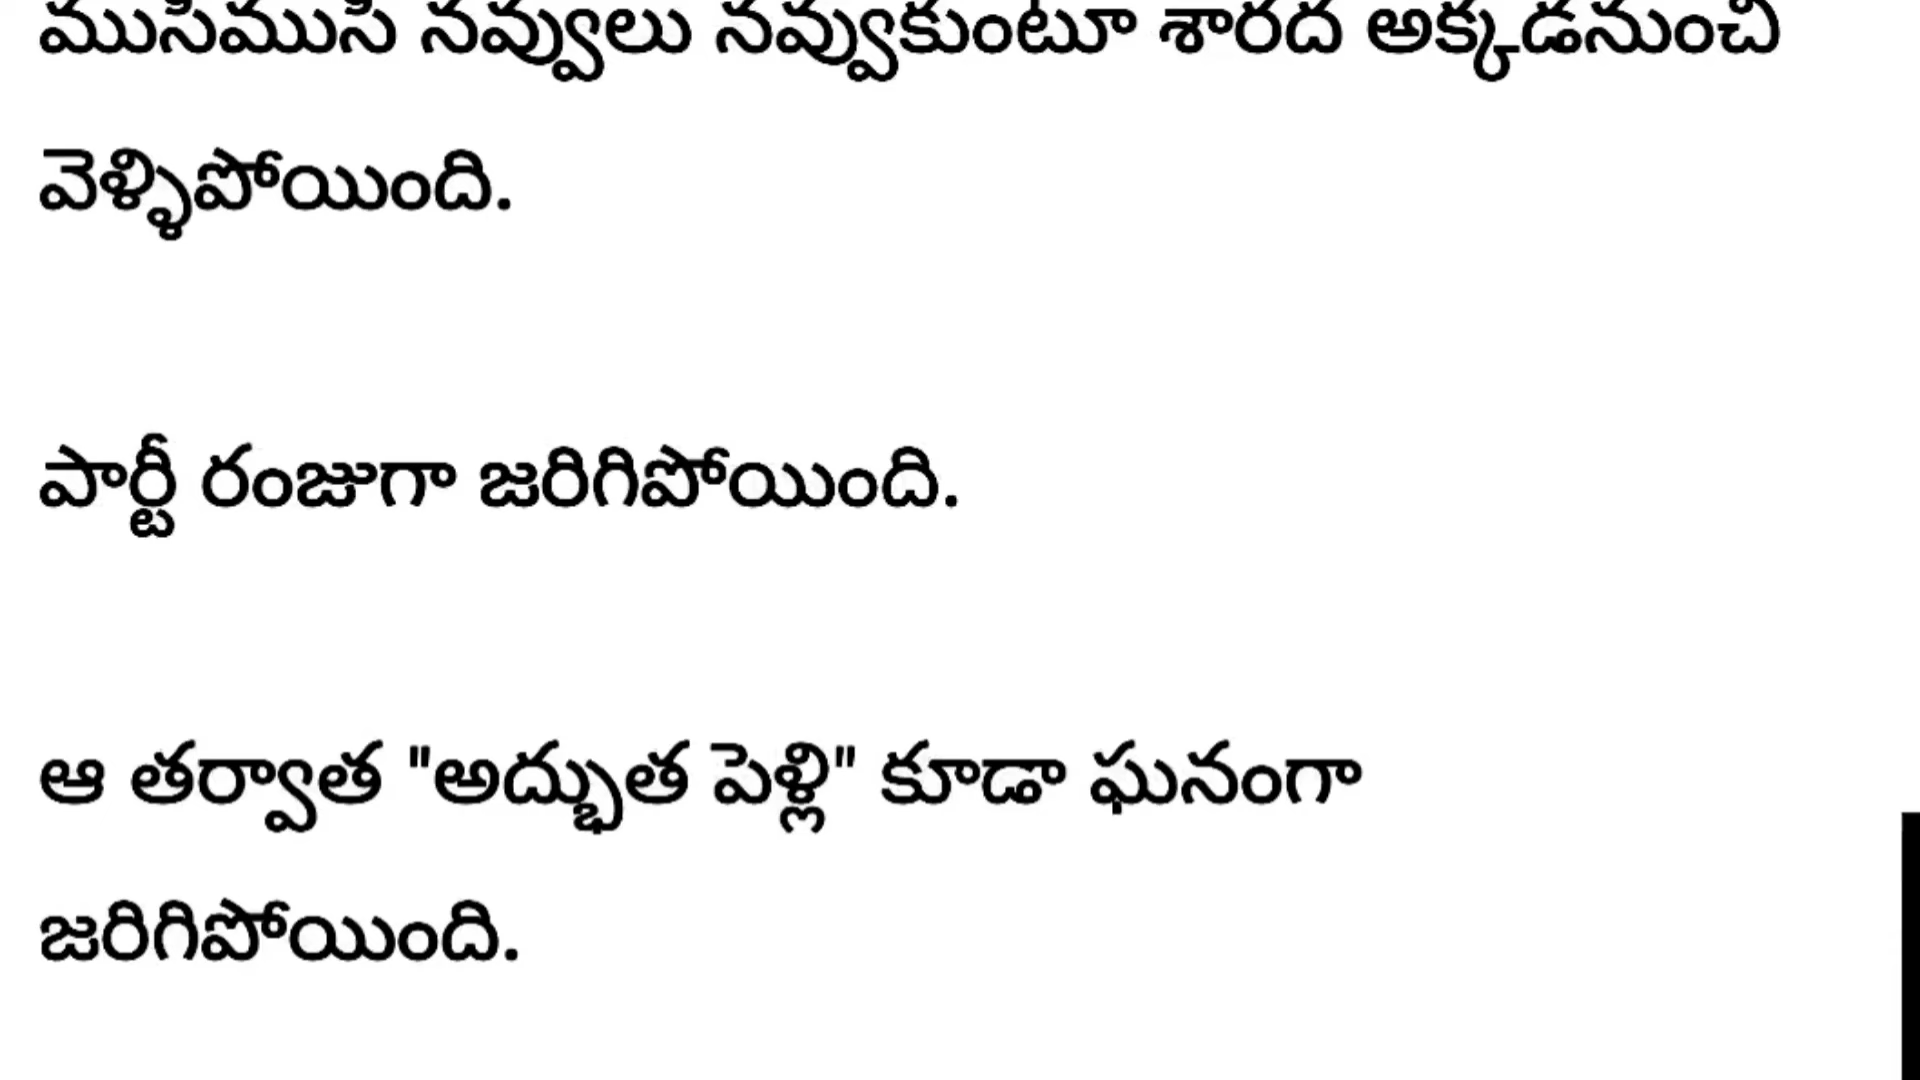 ముసిముసి నవ్వులు నవ్వుకుంటూ శారద అక్కడనుంచి
వెళ్ళిపోయింది.
పార్టీ రంజుగా జరిగిపోయింది.
ఆ తర్వాత "అద్భుత పెళ్లి" కూడా ఘనంగా
జరిగిపోయింది.